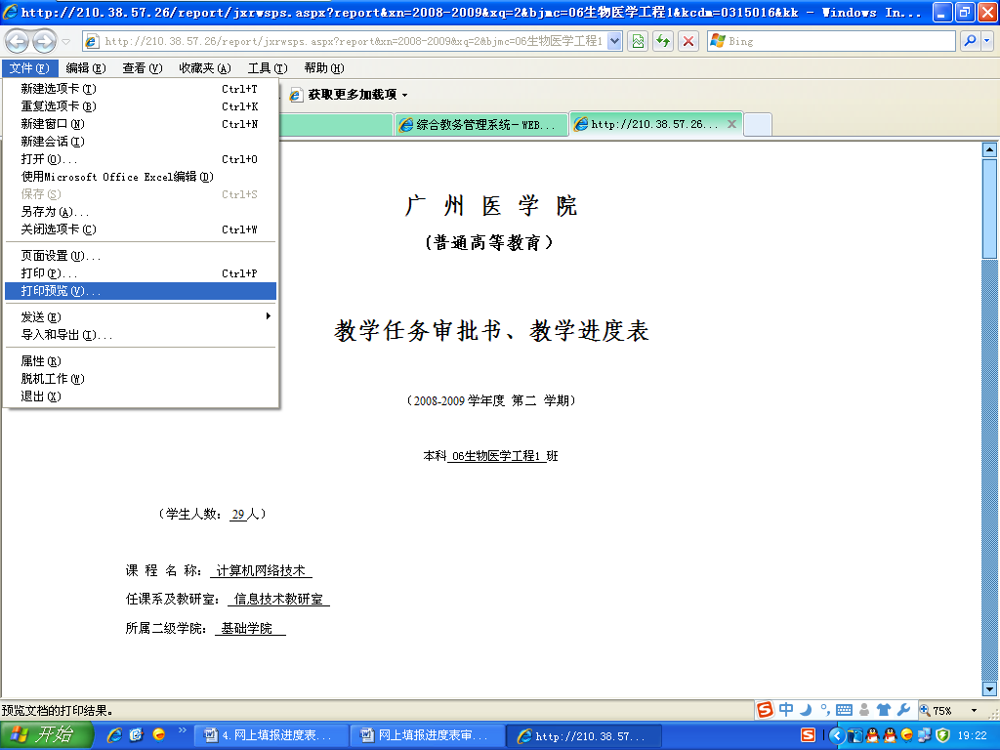 http://210.38.57.26/report/jxrwsps.aspx?report&xn=2008-2009&xq=2&bjmc=06生物医学工程1&kcdm=0315016&kk - Windows In...
http://210.38.57.26/report/jxrwsps.aspx?report&xn=2008-2009&xq=2&bjmc=06生物医学工程1 Bing
文件(F) 编辑(E) 查看(V) 收藏夹(A) 工具(T) 帮助(H)
新建选项卡(T) Ctrl+T
重复选项卡(B) Ctrl+K
新建窗口(N) Ctrl+N
新建会话(I)
打开(O)... Ctrl+O
使用Microsoft Office Excel编辑(D)
保存(S) Ctrl+S
另存为(A)...
关闭选项卡(C) Ctrl+W
页面设置(U)...
打印(P)... Ctrl+P
打印预览(V)...
发送(E)
导入和导出(I)...
属性(R)
脱机工作(W)
退出(X)
获取更多加载项
综合教务管理系统－WEB... http://210.38.57.26...
广 州 医 学 院
(普通高等教育）
教学任务审批书、教学进度表
（2008-2009 学年度 第二 学期）
本科 06生物医学工程1 班
（学生人数： 29 人）
课 程 名 称： 计算机网络技术
任课系及教研室： 信息技术教研室
所属二级学院： 基础学院
预览文档的打印结果。 中 75%
开始 4. 网上填报进度表... 网上填报进度表审... http://210.38.57... 19:22